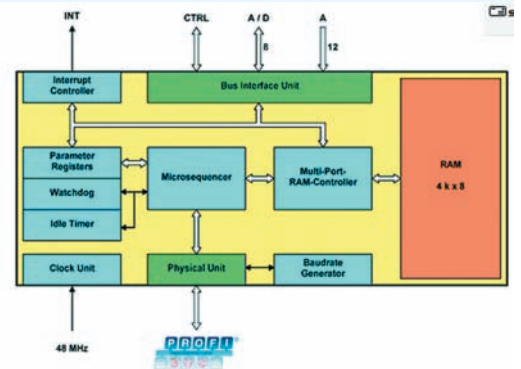 INT
CTRL
A / D
A
8
12
Interrupt
Controller
Bus Interface Unit
Parameter
Registers
Microsequencer
Multi-Port-
RAM-Controller
RAM
4 k x 8
Watchdog
Idle Timer
Clock Unit
Physical Unit
Baudrate
Generator
48 MHz
PROFI